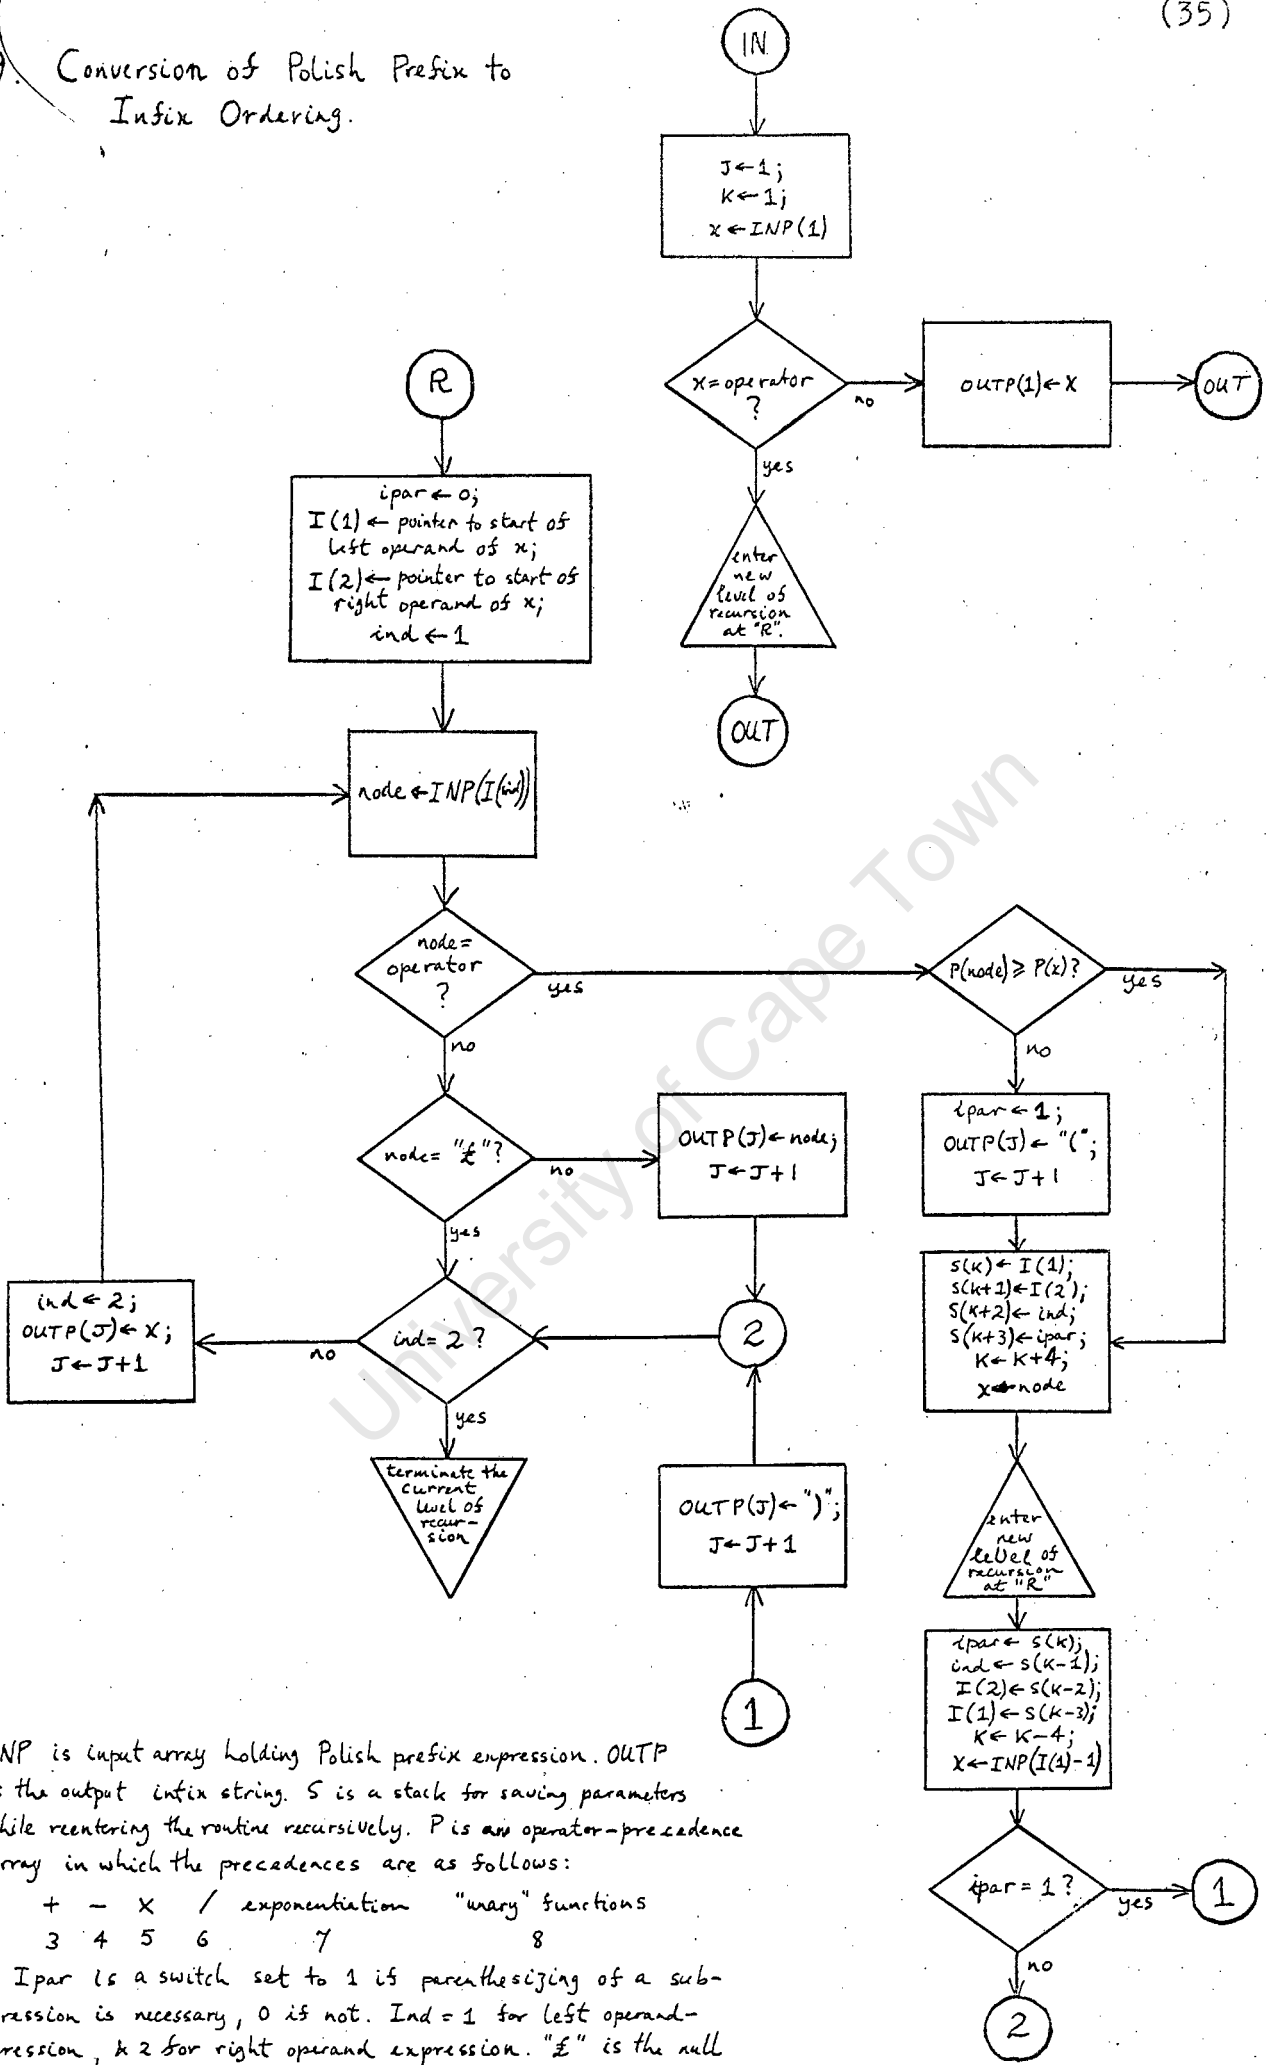 (35)
). Conversion of Polish Prefix to
Infix Ordering.
IN
J←1;
K←1;
x←INP(1)
x=operator
?
no
OUTP(1)←X
OUT
yes
enter
new
level of
recursion
at "R".
OUT
R
ipar←0;
I(1)←pointer to start of
left operand of x;
I(2)←pointer to start of
right operand of x;
ind←1
node←INP(I(ind))
node=
operator
?
yes
no
P(node)≥P(x)?
yes
no
ipar←1;
OUTP(J)←"(";
J←J+1
node="£"?
no
yes
OUTP(J)←node;
J←J+1
S(K)←I(1);
S(K+1)←I(2);
S(K+2)←ind;
S(K+3)←ipar;
K←K+4;
x←node
ind←2;
OUTP(J)←X;
J←J+1
ind=2?
no
yes
2
terminate the
current
level of
recur-
sion
OUTP(J)←")";
J←J+1
1
enter
new
level of
recursion
at "R"
ipar←S(K);
ind←S(K-1);
I(2)←S(K-2);
I(1)←S(K-3);
K←K-4;
X←INP(I(1)-1)
ipar=1?
yes
1
no
2
NP is input array holding Polish prefix expression. OUTP
s the output infix string. S is a stack for saving parameters
hile reentering the routine recursively. P is an operator-precedence
rray in which the precedences are as follows:
+ - x / exponentiation "unary" functions
3 4 5 6 7 8
Ipar is a switch set to 1 if parenthesizing of a sub-
ression is necessary, 0 if not. Ind = 1 for left operand-
ression, & 2 for right operand expression. "£" is the null
University of Cape Town